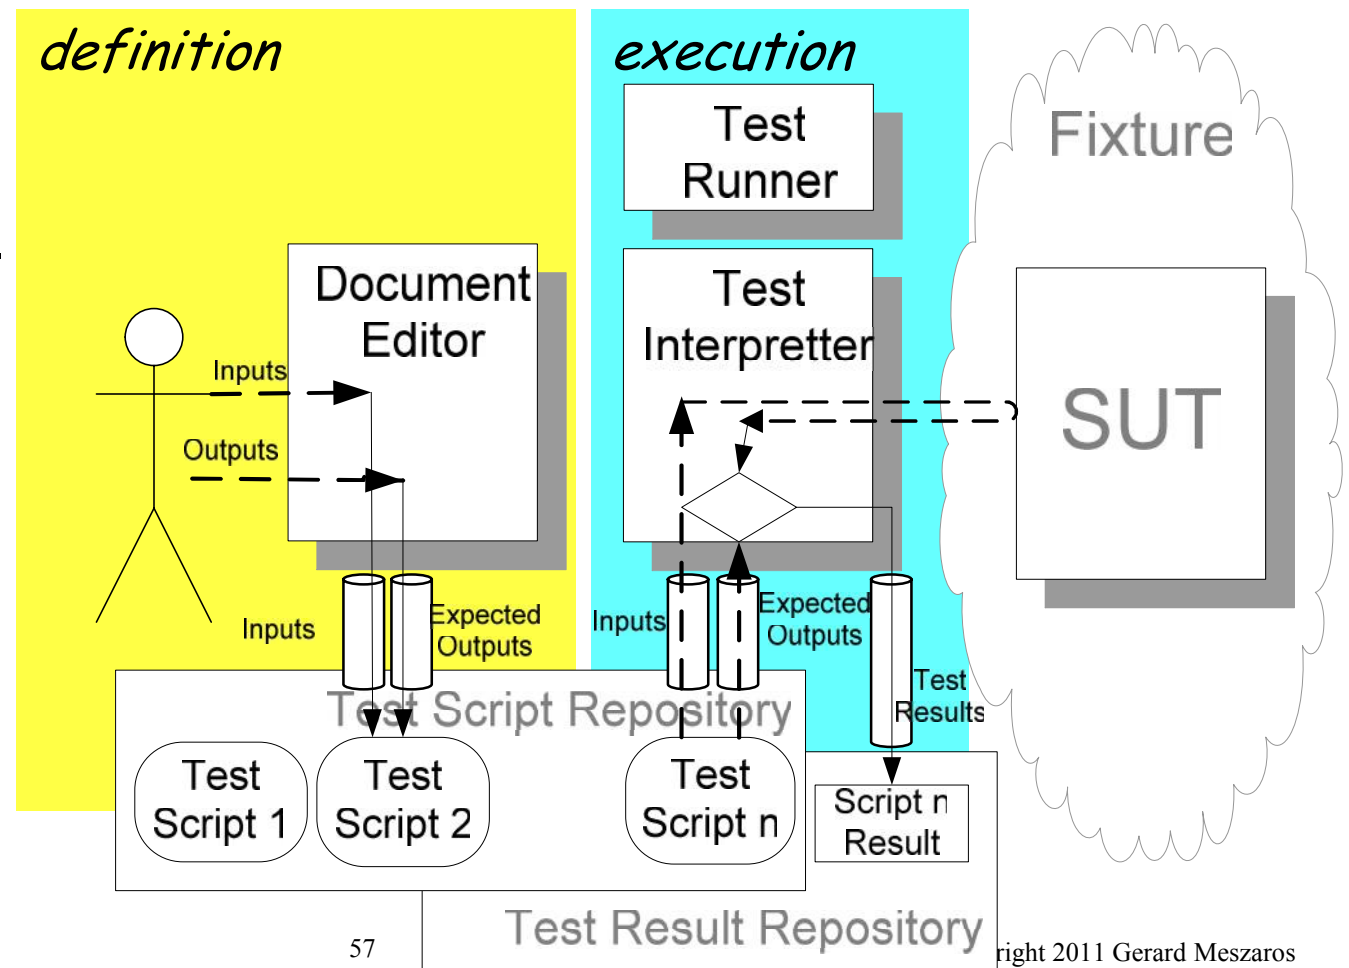 definition
execution
Test
Runner
Fixture
Document
Editor
Test
Interpretter
SUT
Inputs
Outputs
Inputs
Expected
Outputs
Inputs
Expected
Outputs
Test
Results
Test Script Repository
Test
Script 1
Test
Script 2
Test
Script n
Script n
Result
Test Result Repository
57
right 2011 Gerard Meszaros